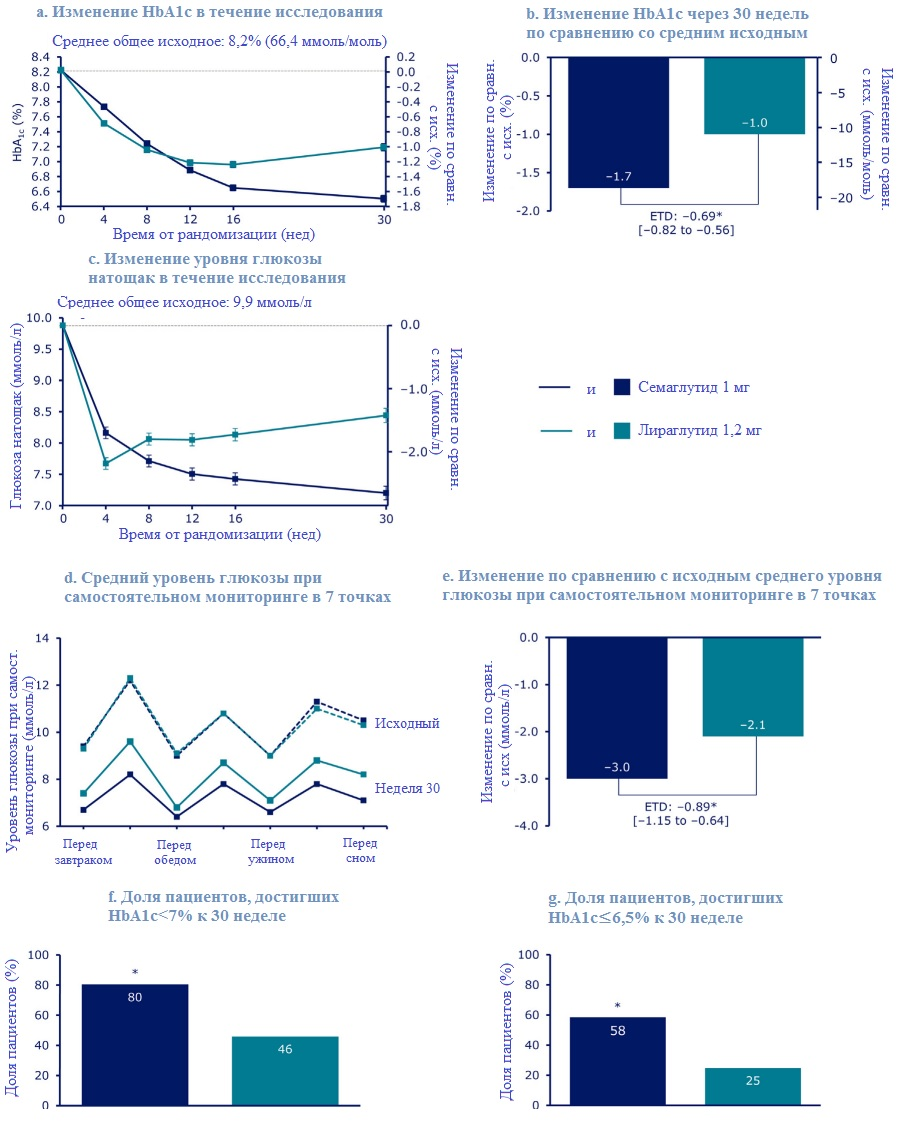 a. Изменение HbA1c в течение исследования
Среднее общее исходное: 8,2% (66,4 ммоль/моль)
HbA1c (%)
8.4
8.2
8.0
7.8
7.6
7.4
7.2
7.0
6.8
6.6
6.4
0.2
0.0
-0.2
-0.4
-0.6
-0.8
-1.0
-1.2
-1.4
-1.6
-1.8
Изменение по сравн.
с исх. (%)
0 4 8 12 16 30
Время от рандомизации (нед)
b. Изменение HbA1c через 30 недель
по сравнению со средним исходным
Изменение по сравн.
с исх. (%)
0.0
-0.5
-1.0
-1.5
-2.0
−1.7
−1.0
0
−5
−10
−15
−20
Изменение по сравн.
с исх. (ммоль/моль)
ETD: −0.69*
[−0.82 to −0.56]
c. Изменение уровня глюкозы
натощак в течение исследования
Среднее общее исходное: 9,9 ммоль/л
Глюкоза натощак (ммоль/л)
10.0
9.5
9.0
8.5
8.0
7.5
7.0
0.0
−1.0
−2.0
Изменение по сравн.
с исх. (ммоль/л)
0 4 8 12 16 30
Время от рандомизации (нед)
и Семаглутид 1 мг
и Лираглутид 1,2 мг
d. Средний уровень глюкозы при
самостоятельном мониторинге в 7 точках
Уровень глюкозы при самост.
мониторинге (ммоль/л)
14
12
10
8
6
Исходный
Неделя 30
Перед Перед Перед Перед
завтраком обедом ужином сном
e. Изменение по сравнению с исходным среднего уровня
глюкозы при самостоятельном мониторинге в 7 точках
Изменение по сравн.
с исх (ммоль/л)
0.0
-1.0
-2.0
-3.0
-4.0
−3.0
−2.1
ETD: −0.89*
[−1.15 to −0.64]
f. Доля пациентов, достигших
HbA1c<7% к 30 неделе
Доля пациентов (%)
100
80
60
40
20
0
*
80
46
g. Доля пациентов, достигших
HbA1c≤6,5% к 30 неделе
Доля пациентов (%)
100
80
60
40
20
0
*
58
25